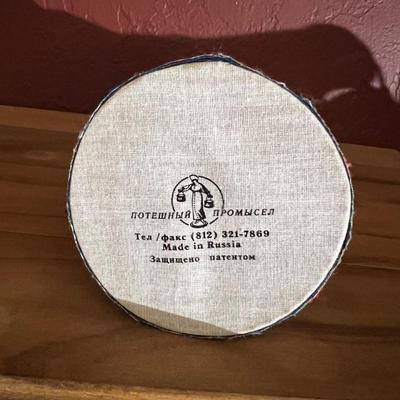 ПОТЕШНЫЙ ПРОМЫСЕЛ
Тел /факс (812) 321-7869
Made in Russia
Защищено патентом